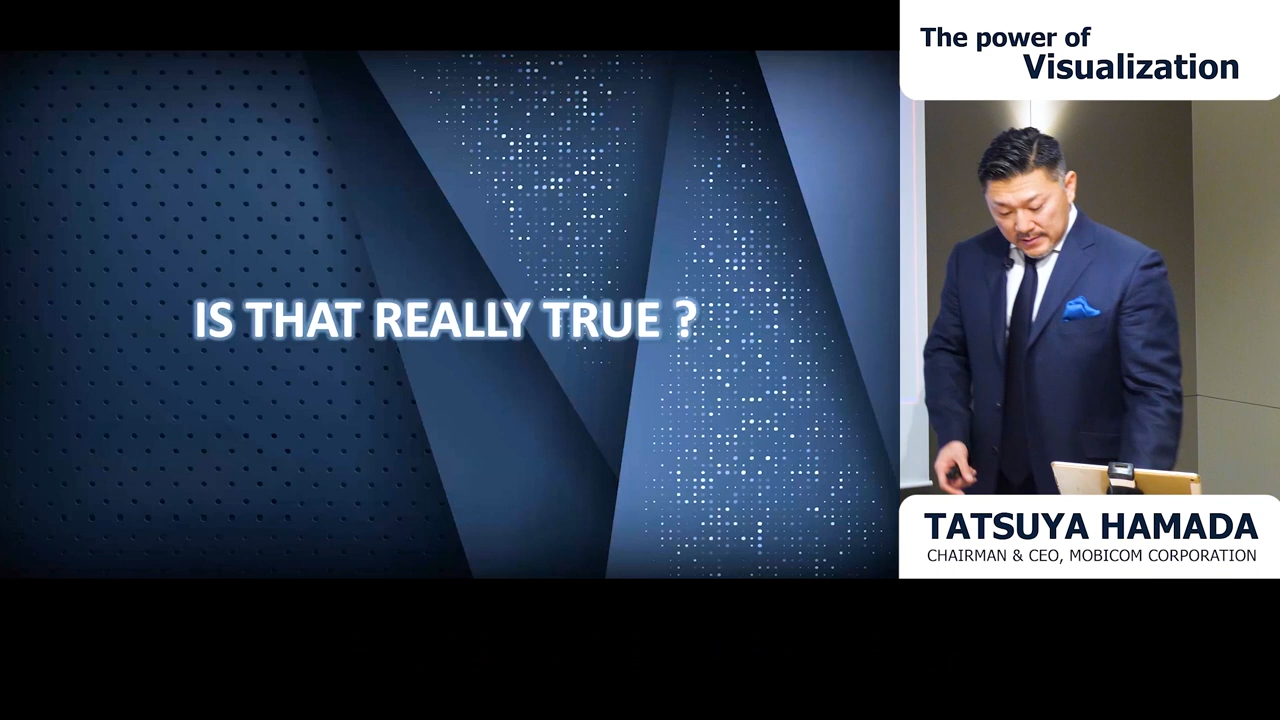 The power of
Visualization
IS THAT REALLY TRUE ?
TATSUYA HAMADA
CHAIRMAN & CEO, MOBICOM CORPORATION